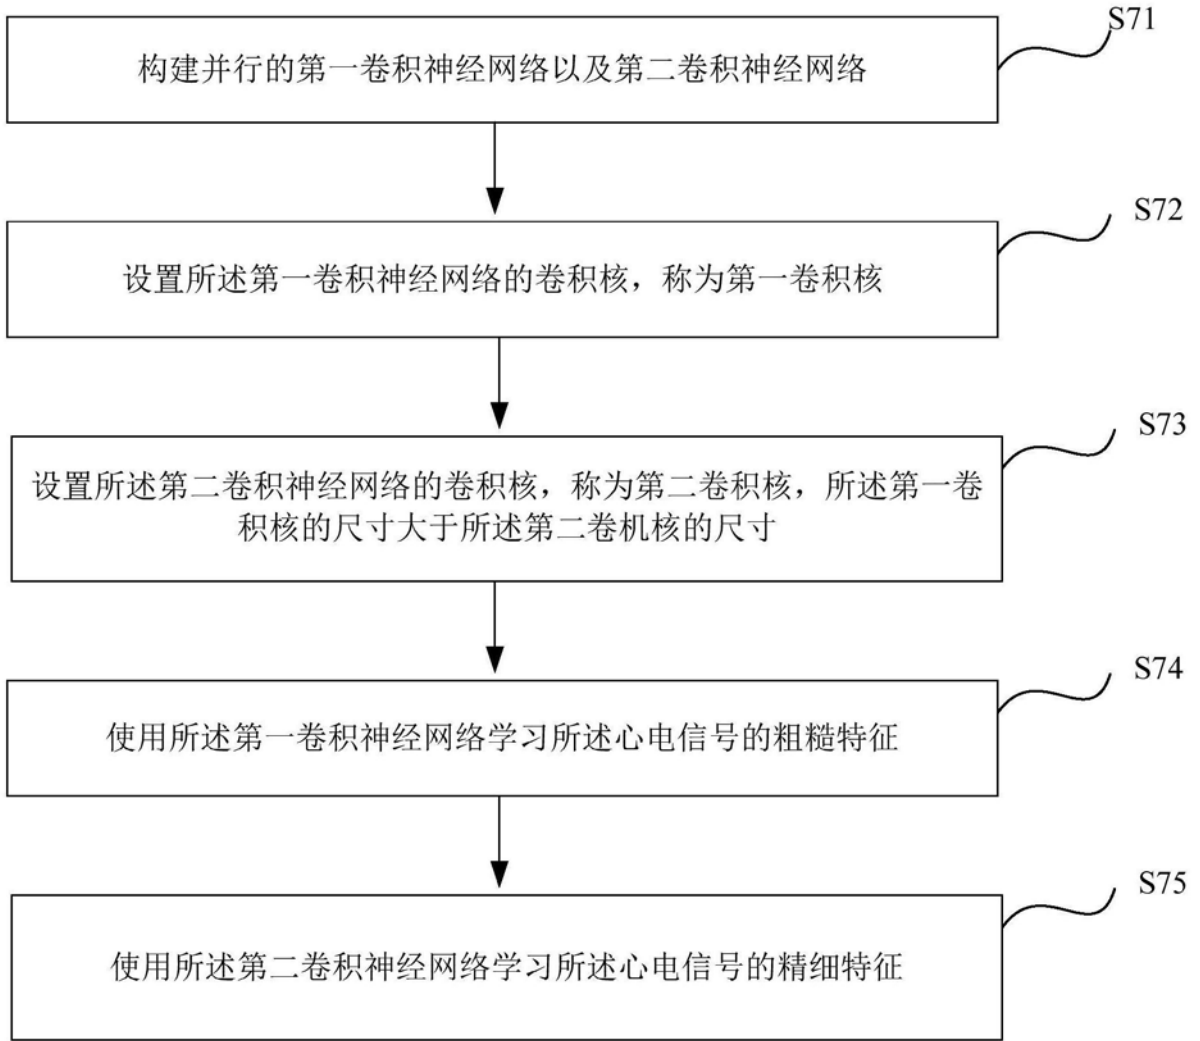 S71
构建并行的第一卷积神经网络以及第二卷积神经网络
S72
设置所述第一卷积神经网络的卷积核，称为第一卷积核
S73
设置所述第二卷积神经网络的卷积核，称为第二卷积核，所述第一卷
积核的尺寸大于所述第二卷机核的尺寸
S74
使用所述第一卷积神经网络学习所述心电信号的粗糙特征
S75
使用所述第二卷积神经网络学习所述心电信号的精细特征